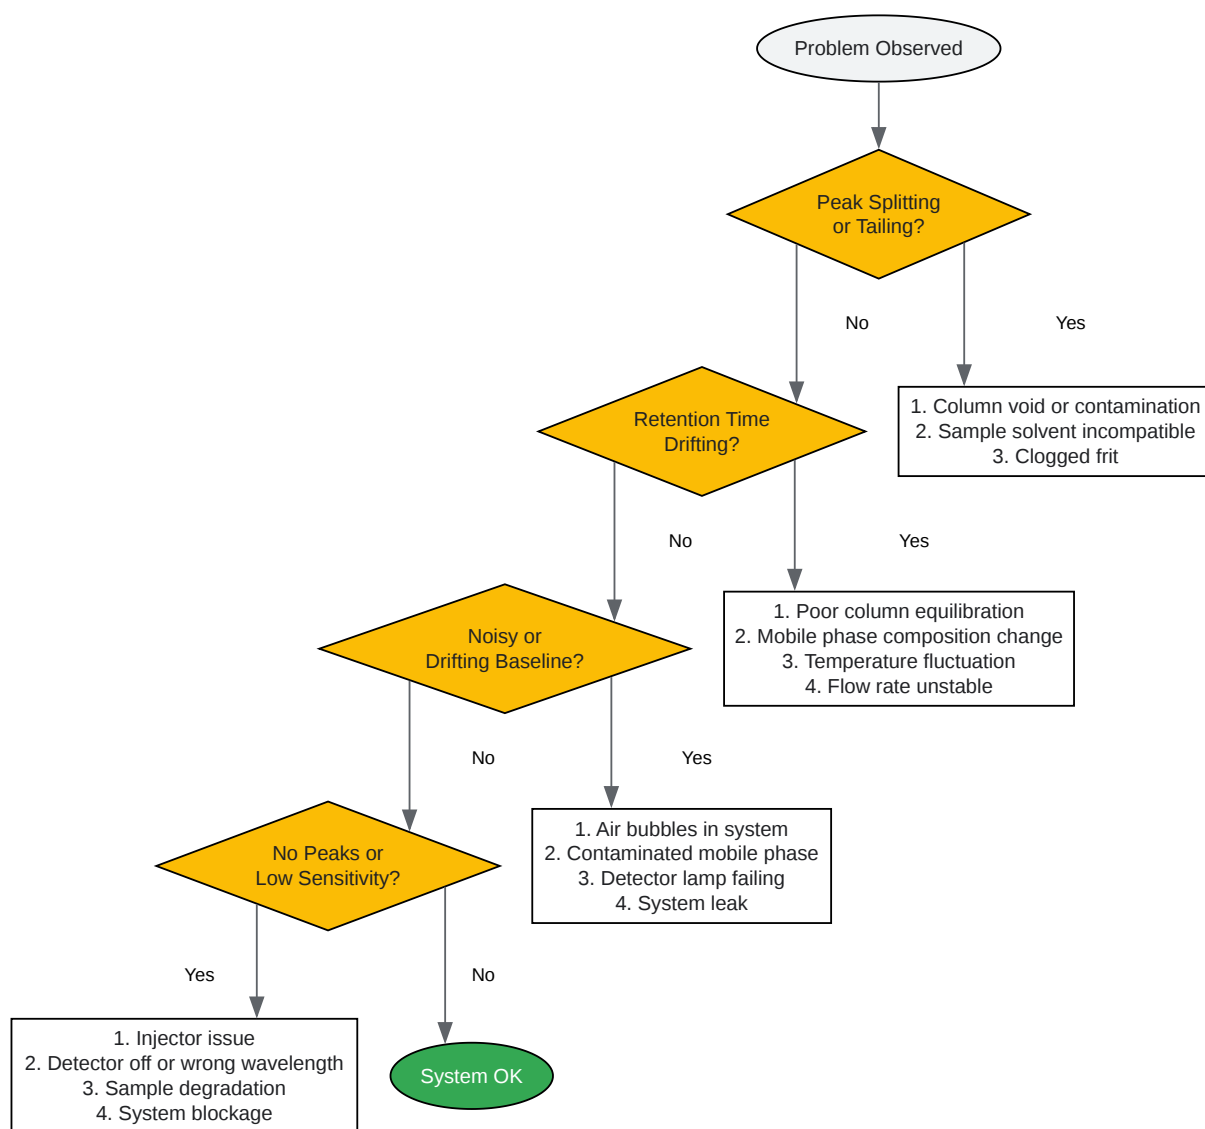 Problem Observed
Peak Splitting
or Tailing?
No
Yes
1. Column void or contamination
2. Sample solvent incompatible
3. Clogged frit
Retention Time
Drifting?
No
Yes
1. Poor column equilibration
2. Mobile phase composition change
3. Temperature fluctuation
4. Flow rate unstable
Noisy or
Drifting Baseline?
No
Yes
1. Air bubbles in system
2. Contaminated mobile phase
3. Detector lamp failing
4. System leak
No Peaks or
Low Sensitivity?
Yes
No
1. Injector issue
2. Detector off or wrong wavelength
3. Sample degradation
4. System blockage
System OK